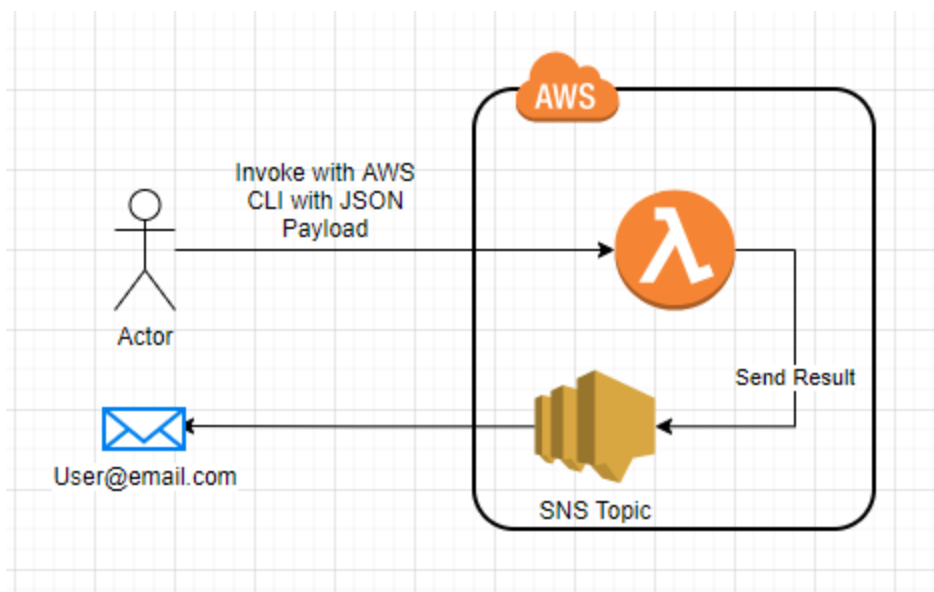 AWS
Invoke with AWS
CLI with JSON
Payload
Actor
Send Result
User@email.com
SNS Topic